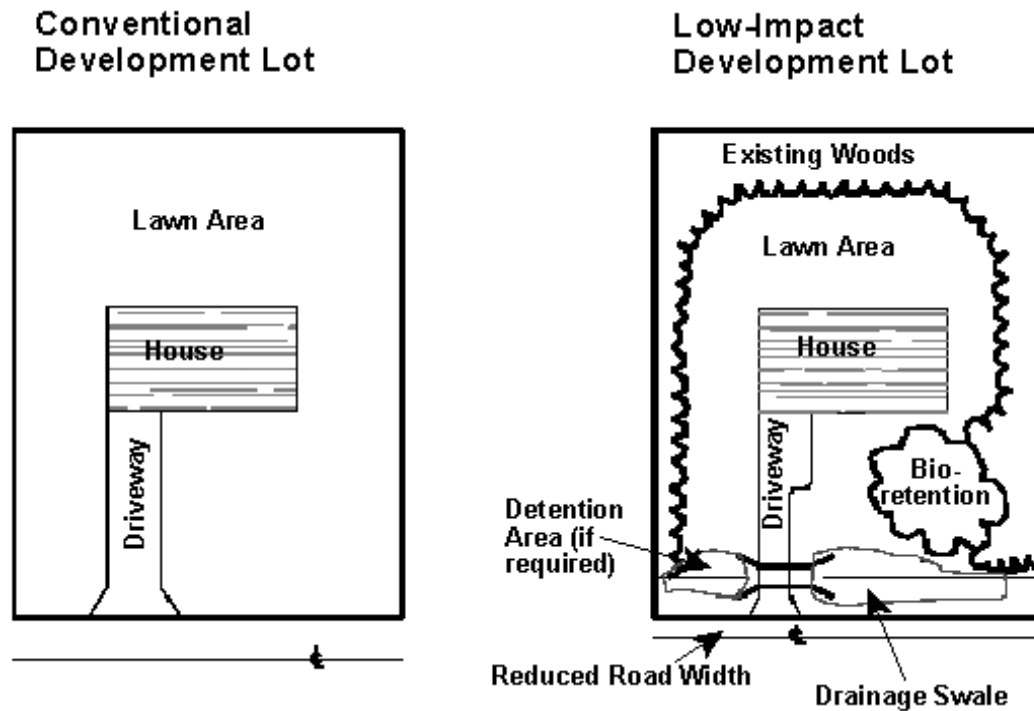 Conventional
Development Lot
Lawn Area
House
Driveway
Low-Impact
Development Lot
Existing Woods
Lawn Area
House
Driveway
Bio-
retention
Detention
Area (if
required)
Reduced Road Width
Drainage Swale